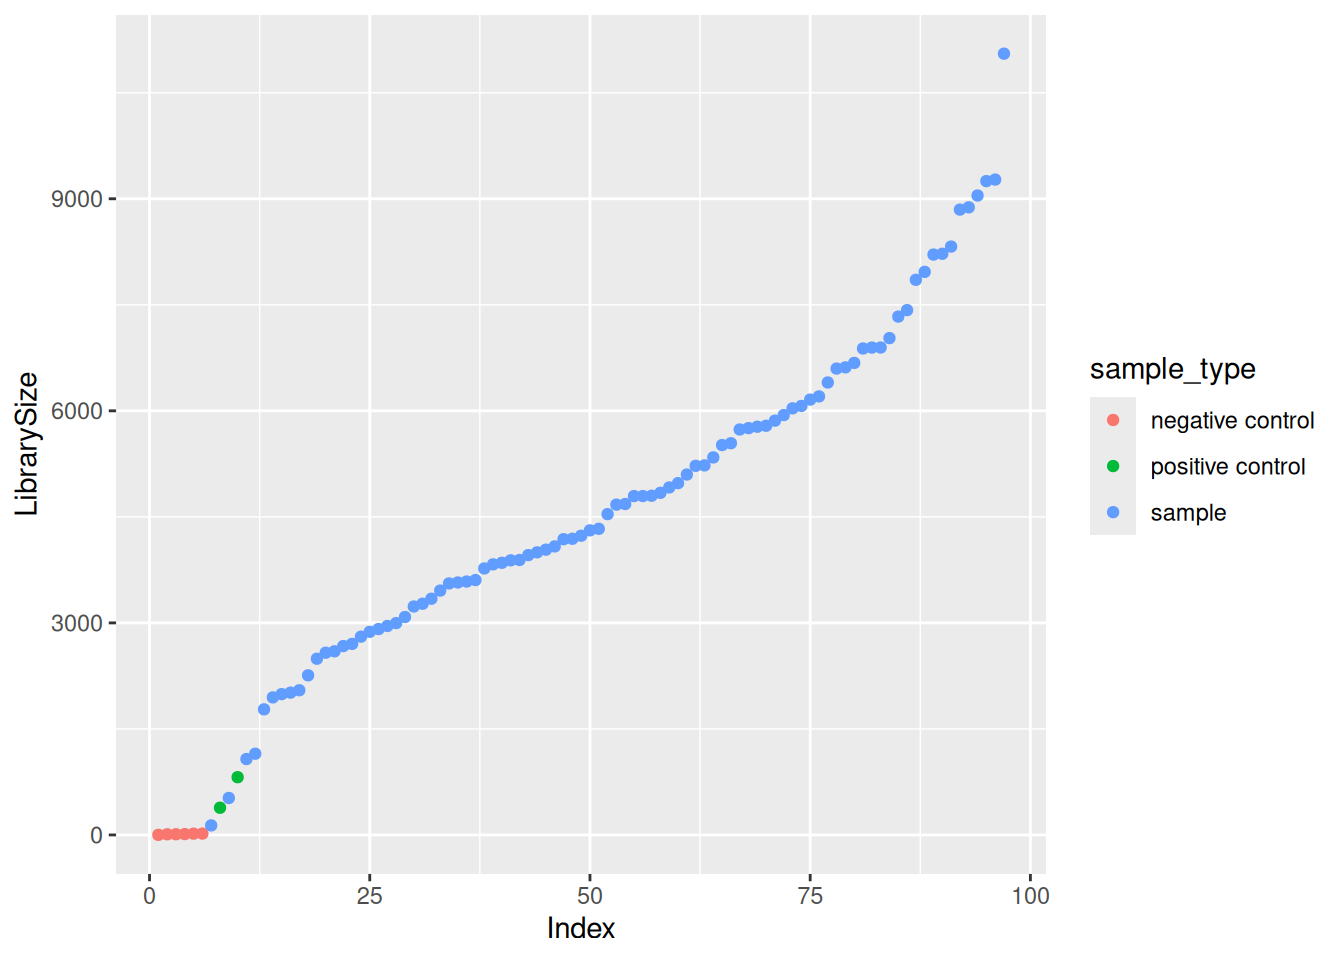 9000
6000
3000
0
LibrarySize
0 25 50 75 100
Index
sample_type
negative control
positive control
sample